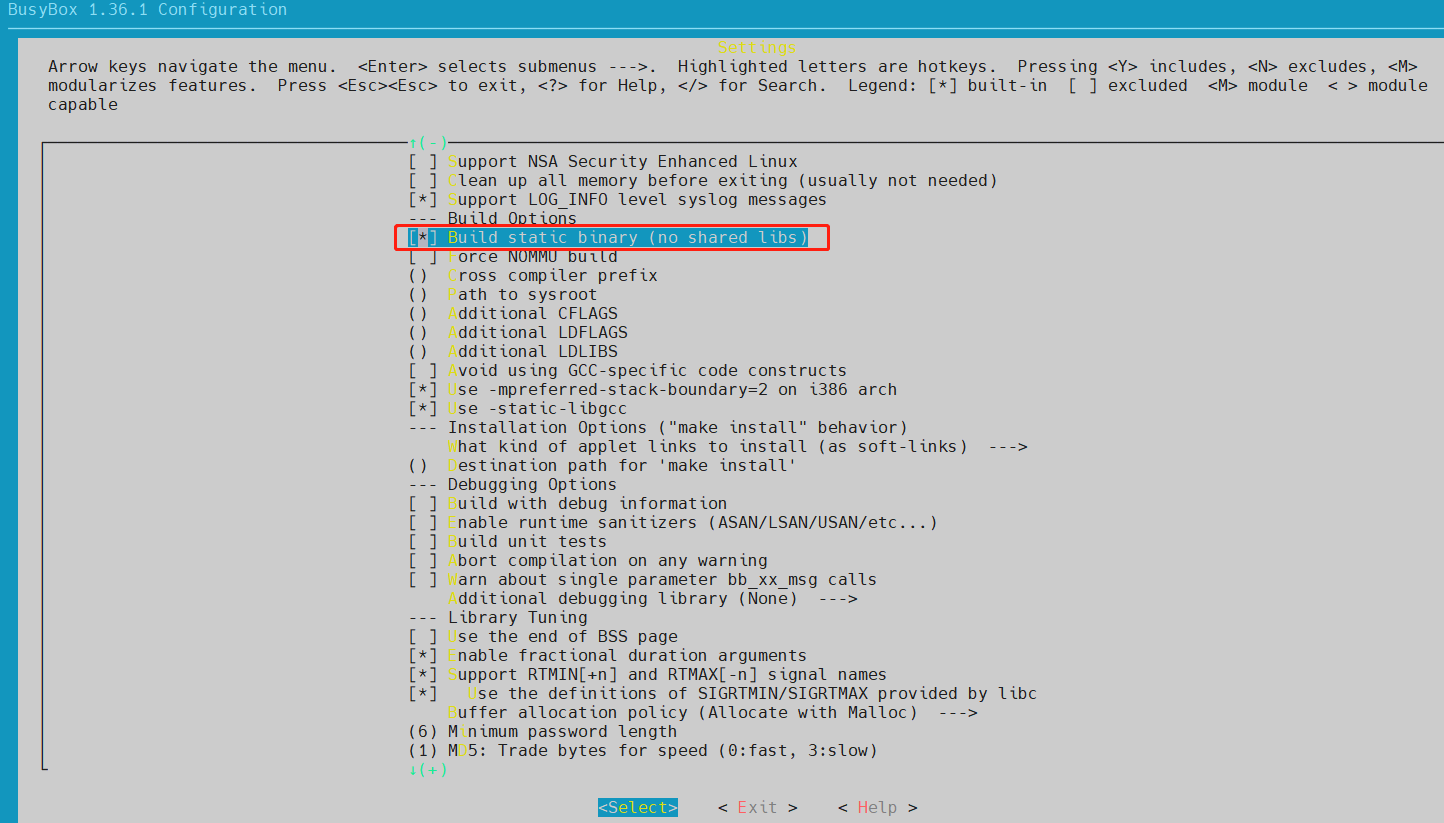 BusyBox 1.36.1 Configuration
Settings
Arrow keys navigate the menu.  <Enter> selects submenus --->.  Highlighted letters are hotkeys.  Pressing <Y> includes, <N> excludes, <M>
modularizes features.  Press <Esc><Esc> to exit, <?> for Help, </> for Search.  Legend: [*] built-in  [ ] excluded  <M> module  < > module
capable
↑(-)
[ ] Support NSA Security Enhanced Linux
[ ] Clean up all memory before exiting (usually not needed)
[*] Support LOG_INFO level syslog messages
--- Build Options
[*] Build static binary (no shared libs)
[ ] Force NOMMU build
()  Cross compiler prefix
()  Path to sysroot
()  Additional CFLAGS
()  Additional LDFLAGS
()  Additional LDLIBS
[ ] Avoid using GCC-specific code constructs
[*] Use -mpreferred-stack-boundary=2 on i386 arch
[*] Use -static-libgcc
--- Installation Options ("make install" behavior)
What kind of applet links to install (as soft-links)  --->
()  Destination path for 'make install'
--- Debugging Options
[ ] Build with debug information
[ ] Enable runtime sanitizers (ASAN/LSAN/USAN/etc...)
[ ] Build unit tests
[ ] Abort compilation on any warning
[ ] Warn about single parameter bb_xx_msg calls
Additional debugging library (None)  --->
--- Library Tuning
[ ] Use the end of BSS page
[*] Enable fractional duration arguments
[*] Support RTMIN[+n] and RTMAX[-n] signal names
[*]   Use the definitions of SIGRTMIN/SIGRTMAX provided by libc
Buffer allocation policy (Allocate with Malloc)  --->
(6) Minimum password length
(1) MD5: Trade bytes for speed (0:fast, 3:slow)
↓(+)
<Select>    < Exit >    < Help >